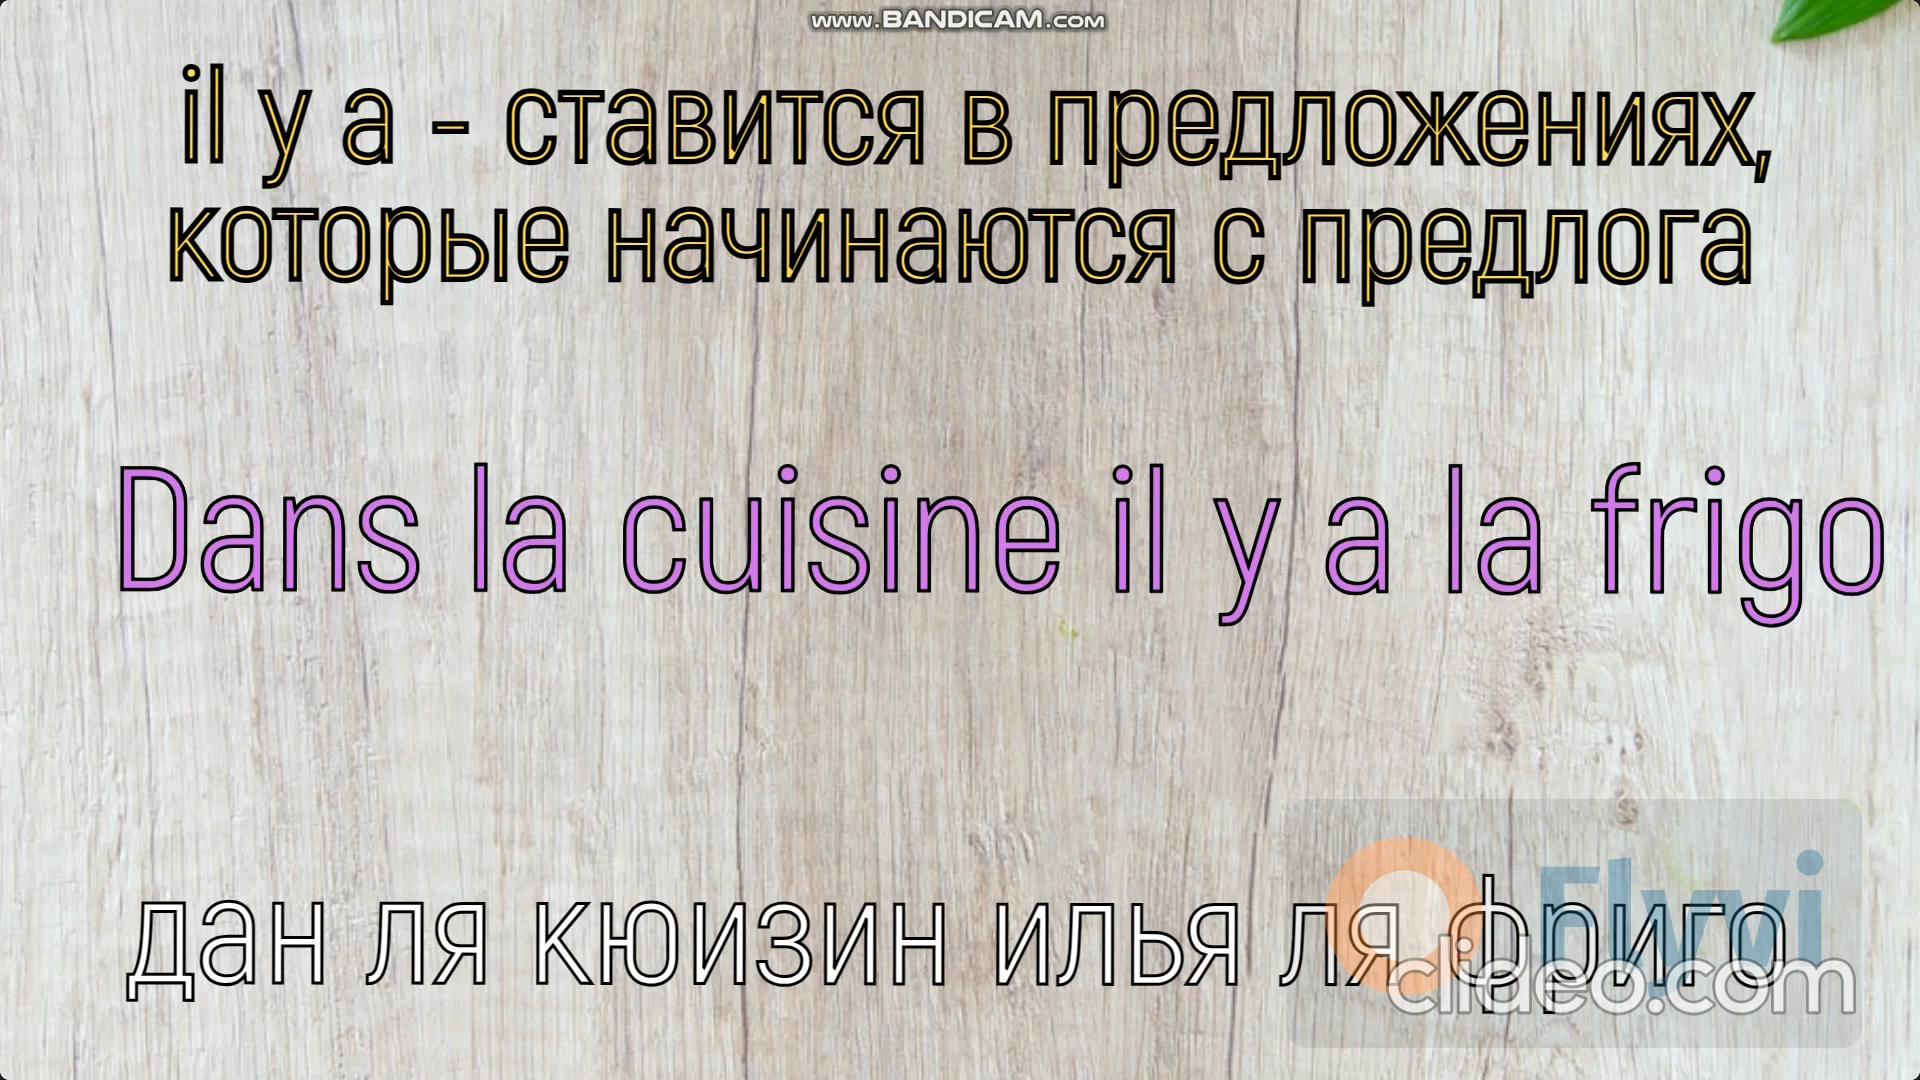 www.BANDICAM.com
il y a - ставится в предложениях,
которые начинаются с предлога
Dans la cuisine il y a la frigo
дан ля кюизин илья ля фриго
Flyvi
clideo.com